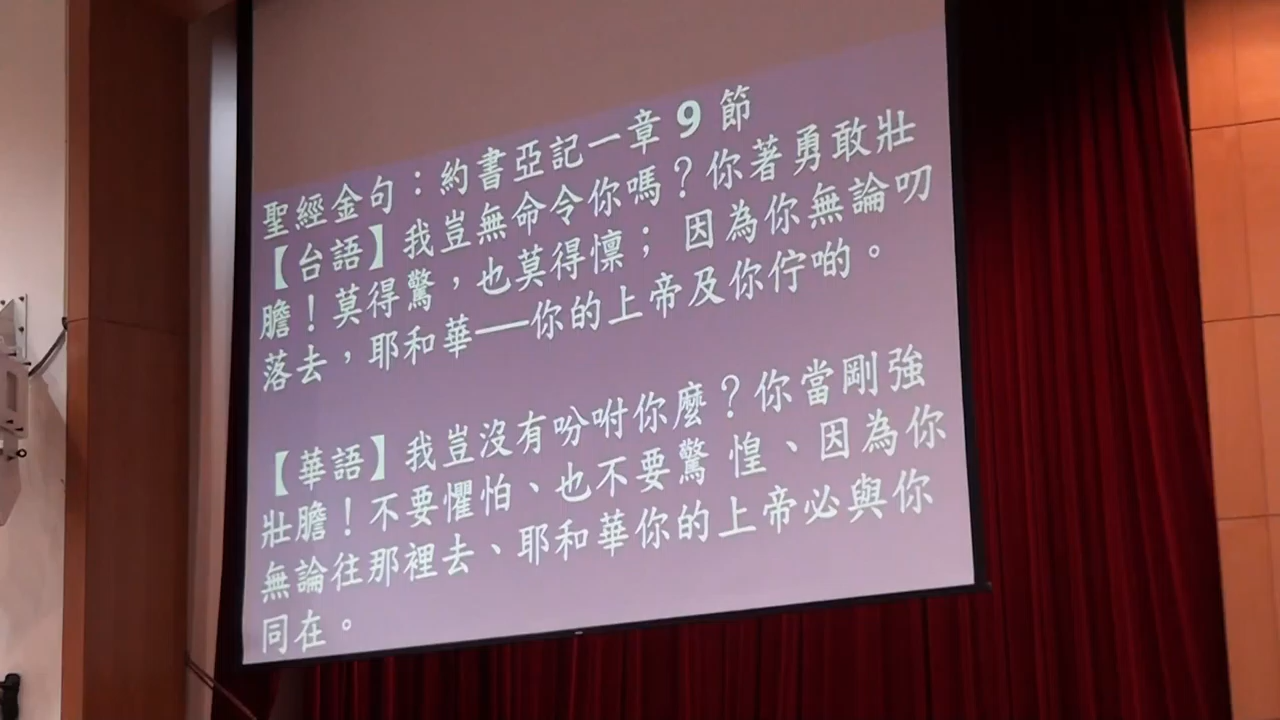 聖經金句：約書亞記一章 9 節
【台語】我豈無命令你嗎？你著勇敢壯
膽！莫得驚，也莫得懍； 因為你無論叨
落去，耶和華──你的上帝及你佇啲。
【華語】我豈沒有吩咐你麼？你當剛強
壯膽！不要懼怕、也不要驚 惶、因為你
無論往那裡去、耶和華你的上帝必與你
同在。